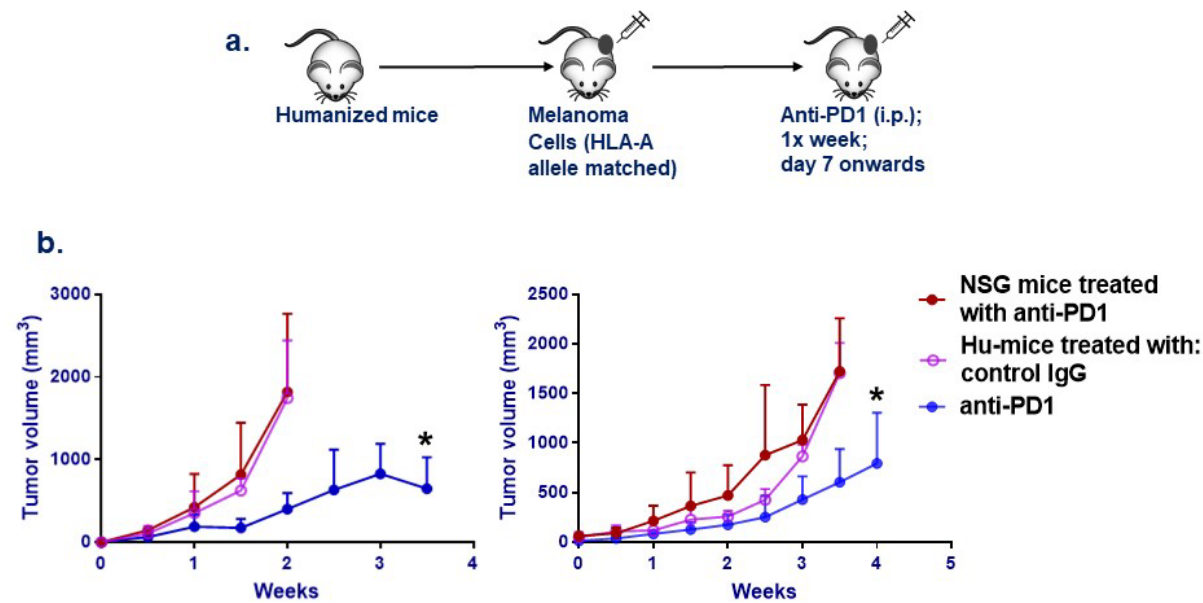 a.
Humanized mice
Melanoma
Cells (HLA-A
allele matched)
Anti-PD1 (i.p.);
1x week;
day 7 onwards
b.
Tumor volume (mm³)
3000
2000
1000
0
0
1
2
3
4
Weeks
*
Tumor volume (mm³)
2500
2000
1500
1000
500
0
0
1
2
3
4
5
Weeks
*
NSG mice treated
with anti-PD1
Hu-mice treated with:
control IgG
anti-PD1